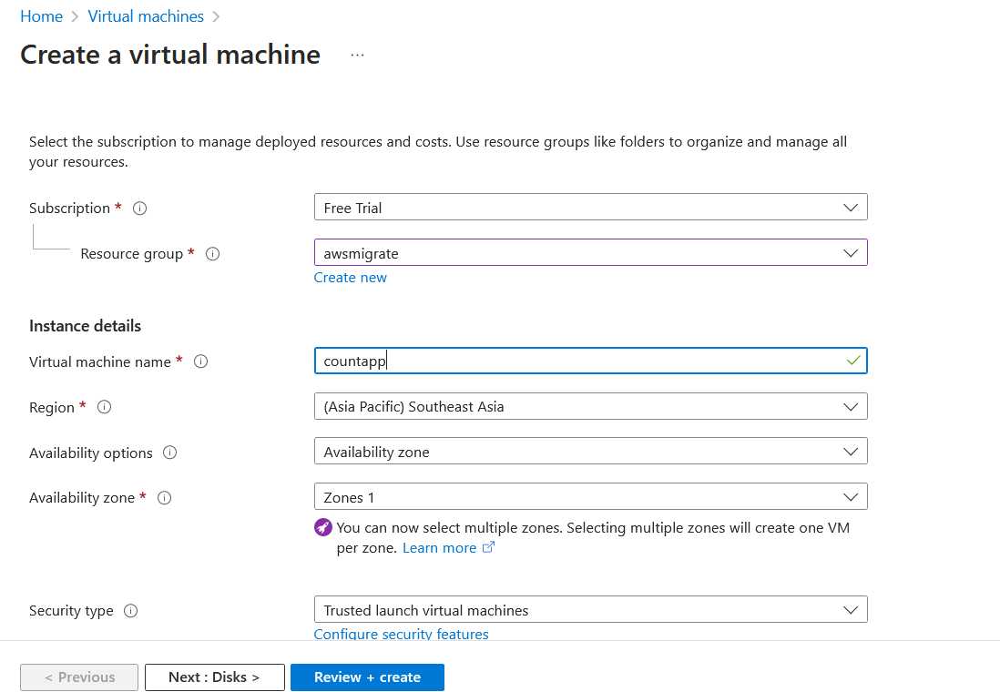 Home > Virtual machines >
Create a virtual machine ...
Select the subscription to manage deployed resources and costs. Use resource groups like folders to organize and manage all
your resources.
Subscription * Free Trial
Resource group * awsmigrate
Create new
Instance details
Virtual machine name * countapp
Region * (Asia Pacific) Southeast Asia
Availability options Availability zone
Availability zone * Zones 1
You can now select multiple zones. Selecting multiple zones will create one VM
per zone. Learn more
Security type Trusted launch virtual machines
Configure security features
< Previous Next : Disks > Review + create